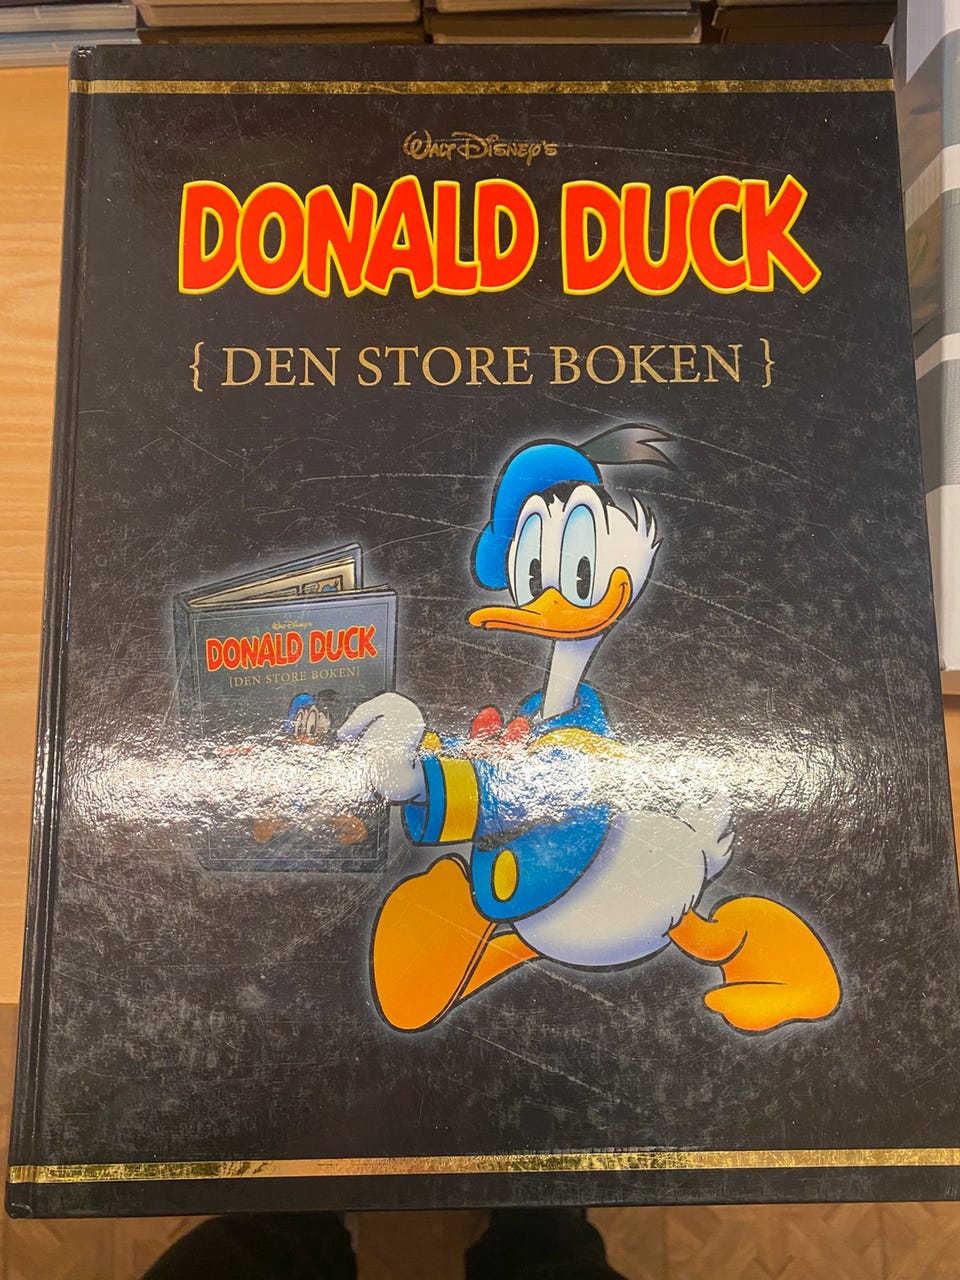 WALT DISNEY'S
DONALD DUCK
{ DEN STORE BOKEN }
Walt Disney's
DONALD DUCK
{DEN STORE BOKEN}